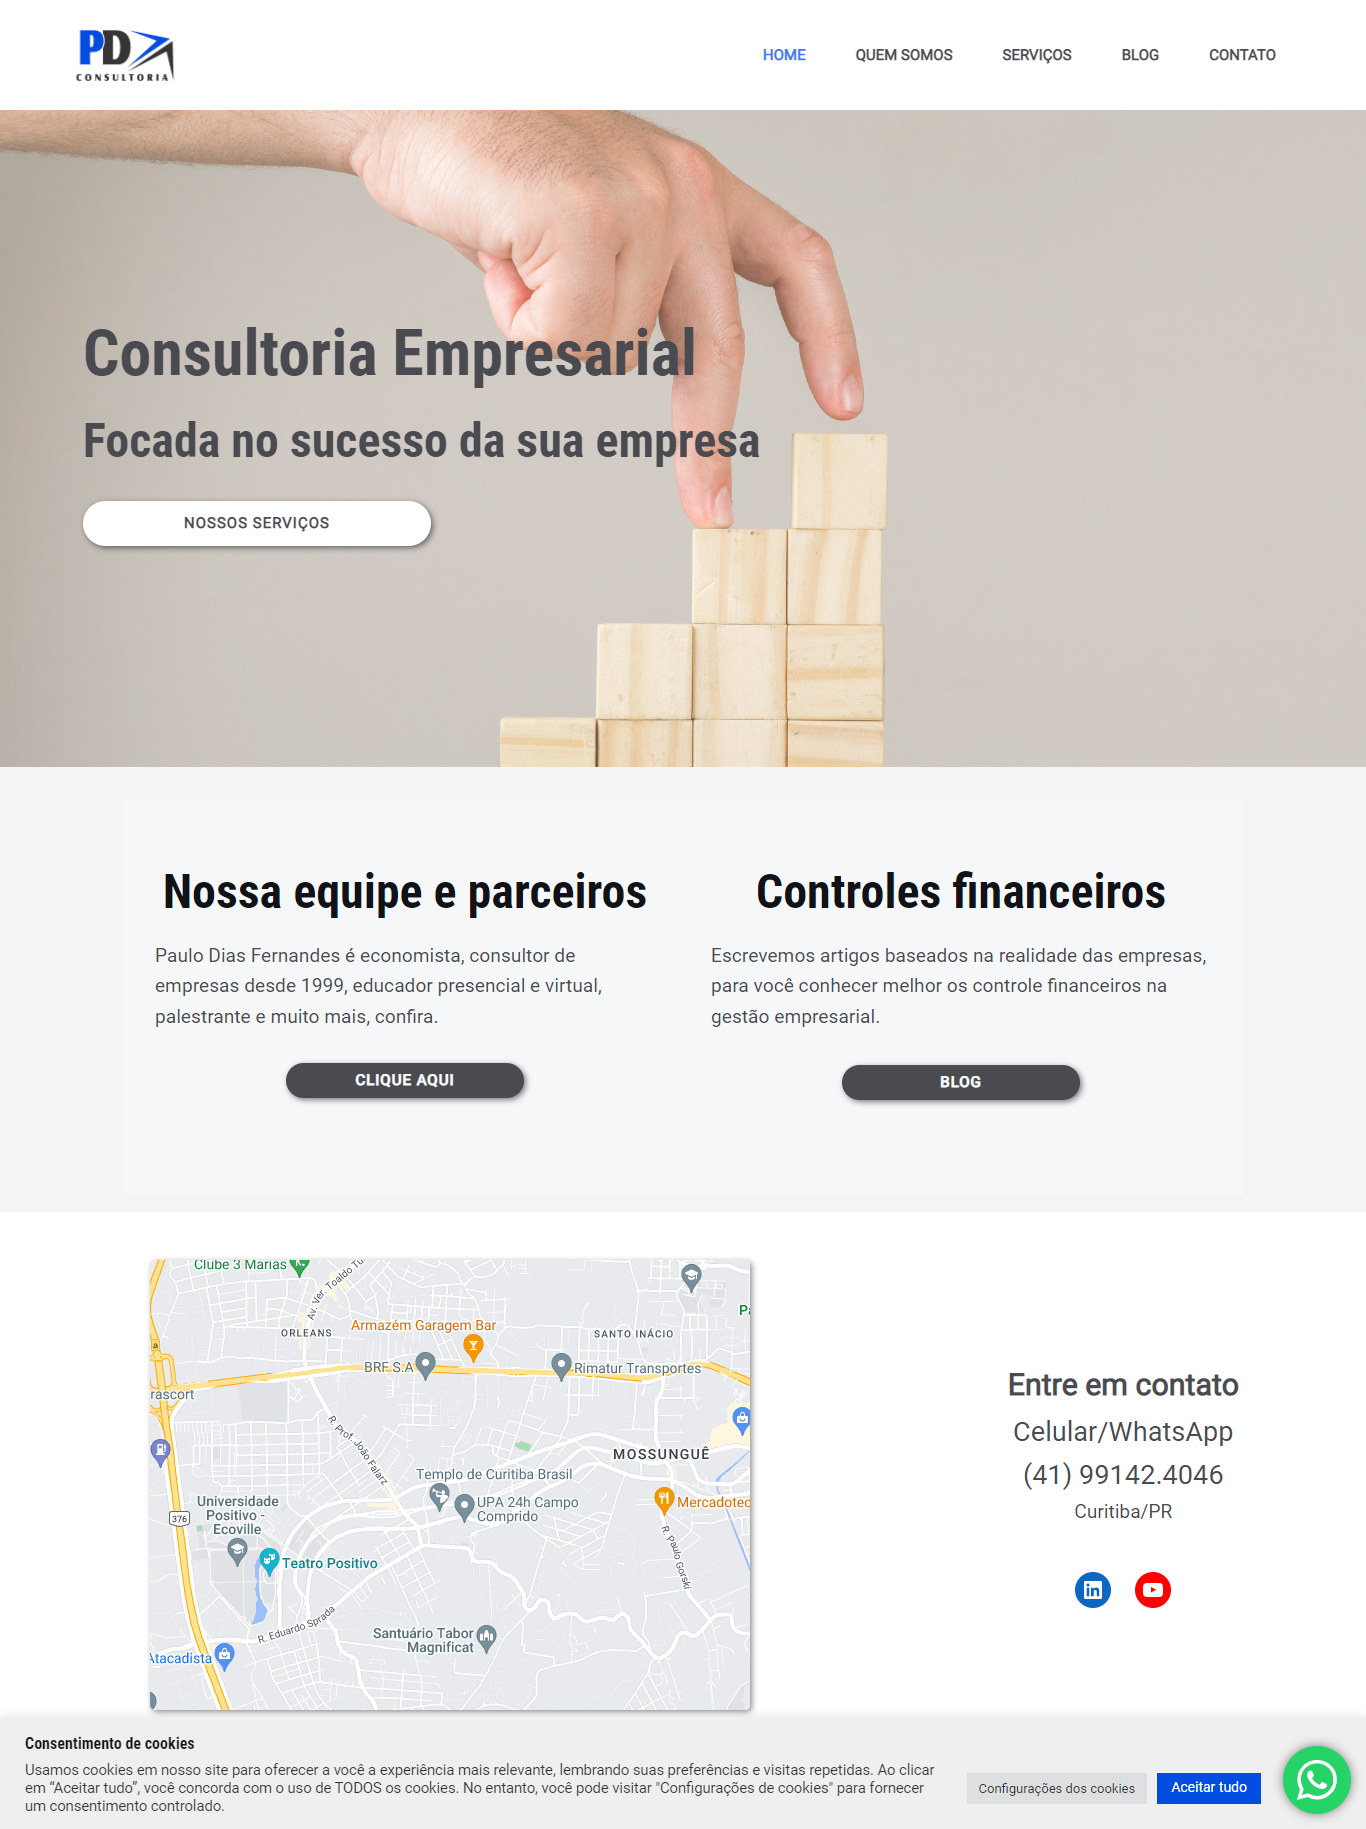 PD
CONSULTORIA
HOME
QUEM SOMOS
SERVIÇOS
BLOG
CONTATO
Consultoria Empresarial
Focada no sucesso da sua empresa
NOSSOS SERVIÇOS
Nossa equipe e parceiros
Paulo Dias Fernandes é economista, consultor de
empresas desde 1999, educador presencial e virtual,
palestrante e muito mais, confira.
CLIQUE AQUI
Controles financeiros
Escrevemos artigos baseados na realidade das empresas,
para você conhecer melhor os controle financeiros na
gestão empresarial.
BLOG
Clube 3 Marias
Av. Ver. Toaldo Tu
ORLEANS
Armazém Garagem Bar
SANTO INÁCIO
Pa
BRF S.A
Rimatur Transportes
rascort
R. Prof. João Falarz
MOSSUNGUÊ
Templo de Curitiba Brasil
Universidade
Positivo -
Ecoville
UPA 24h Campo
Comprido
Mercadotec
376
Teatro Positivo
R. Paulo Gorski
R. Eduardo Sprada
Santuário Tabor
Magnificat
Atacadista
Entre em contato
Celular/WhatsApp
(41) 99142.4046
Curitiba/PR
Consentimento de cookies
Usamos cookies em nosso site para oferecer a você a experiência mais relevante, lembrando suas preferências e visitas repetidas. Ao clicar
em “Aceitar tudo”, você concorda com o uso de TODOS os cookies. No entanto, você pode visitar "Configurações de cookies" para fornecer
um consentimento controlado.
Configurações dos cookies
Aceitar tudo